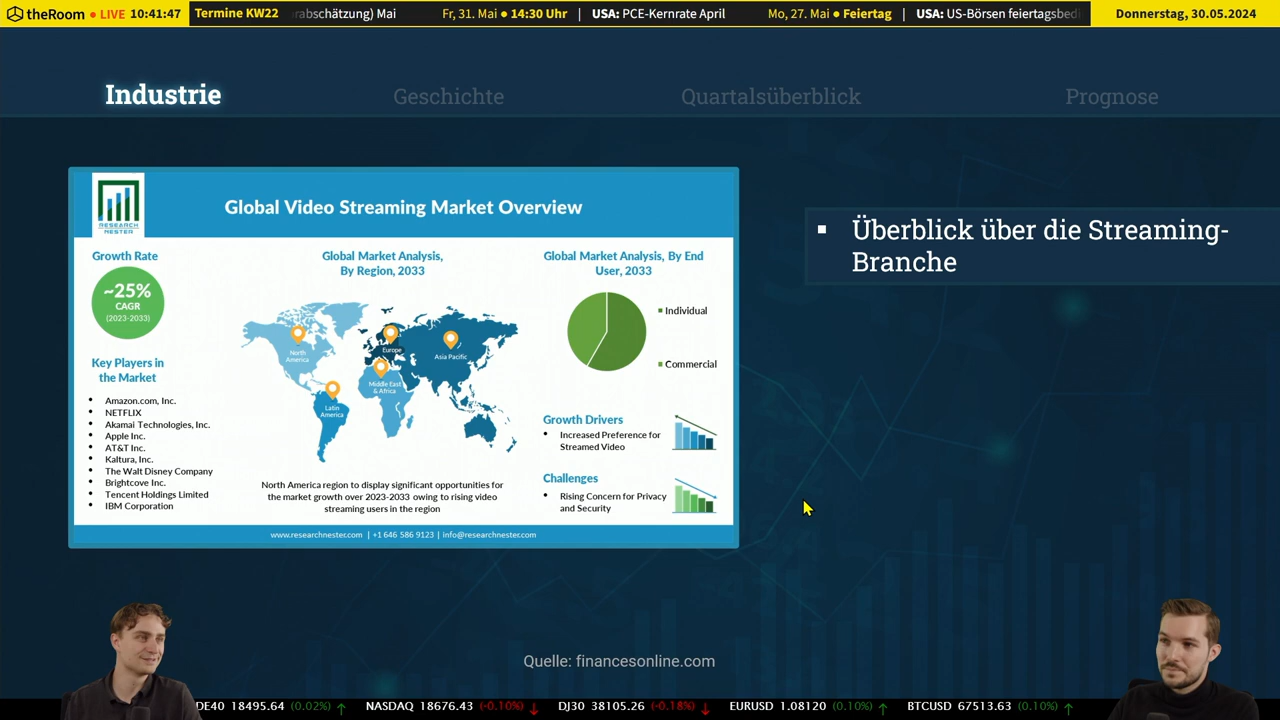 theRoom • LIVE 10:41:47
Termine KW22
rabschätzung) Mai
Fr, 31. Mai ● 14:30 Uhr | USA: PCE-Kernrate April
Mo, 27. Mai ● Feiertag | USA: US-Börsen feiertagsbedi
Donnerstag, 30.05.2024
Industrie
Geschichte
Quartalsüberblick
Prognose
RESEARCH
NESTER
Global Video Streaming Market Overview
Growth Rate
~25%
CAGR
(2023-2033)
Key Players in
the Market
• Amazon.com, Inc.
• NETFLIX
• Akamai Technologies, Inc.
• Apple Inc.
• AT&T Inc.
• Kaltura, Inc.
• The Walt Disney Company
• Brightcove Inc.
• Tencent Holdings Limited
• IBM Corporation
Global Market Analysis,
By Region, 2033
North
America
Europe
Asia Pacific
Middle East
& Africa
Latin
America
North America region to display significant opportunities for
the market growth over 2023-2033 owing to rising video
streaming users in the region
Global Market Analysis, By End
User, 2033
Individual
Commercial
Growth Drivers
• Increased Preference for
Streamed Video
Challenges
• Rising Concern for Privacy
and Security
www.researchnester.com | +1 646 586 9123 | info@researchnester.com
▪ Überblick über die Streaming-
Branche
Quelle: financesonline.com
DE40 18495.64 (0.02%) ↑ NASDAQ 18676.43 (-0.10%) ↓ DJ30 38105.26 (-0.18%) ↓ EURUSD 1.08120 (0.10%) ↑ BTCUSD 67513.63 (0.10%) ↑